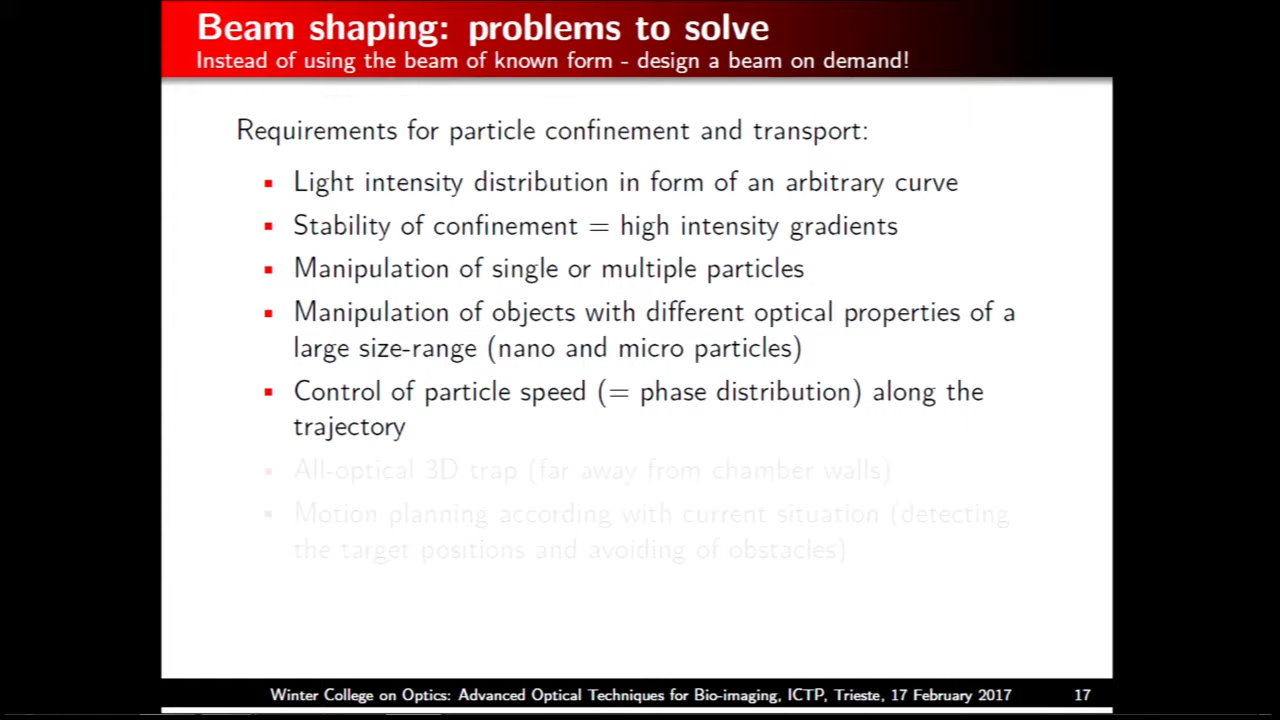 Beam shaping: problems to solve
Instead of using the beam of known form - design a beam on demand!
Requirements for particle confinement and transport:
Light intensity distribution in form of an arbitrary curve
Stability of confinement = high intensity gradients
Manipulation of single or multiple particles
Manipulation of objects with different optical properties of a
large size-range (nano and micro particles)
Control of particle speed (= phase distribution) along the
trajectory
All-optical 3D trap (far away from chamber walls)
Motion planning according with current situation (detecting
the target positions and avoiding of obstacles)
Winter College on Optics: Advanced Optical Techniques for Bio-imaging, ICTP, Trieste, 17 February 2017 17